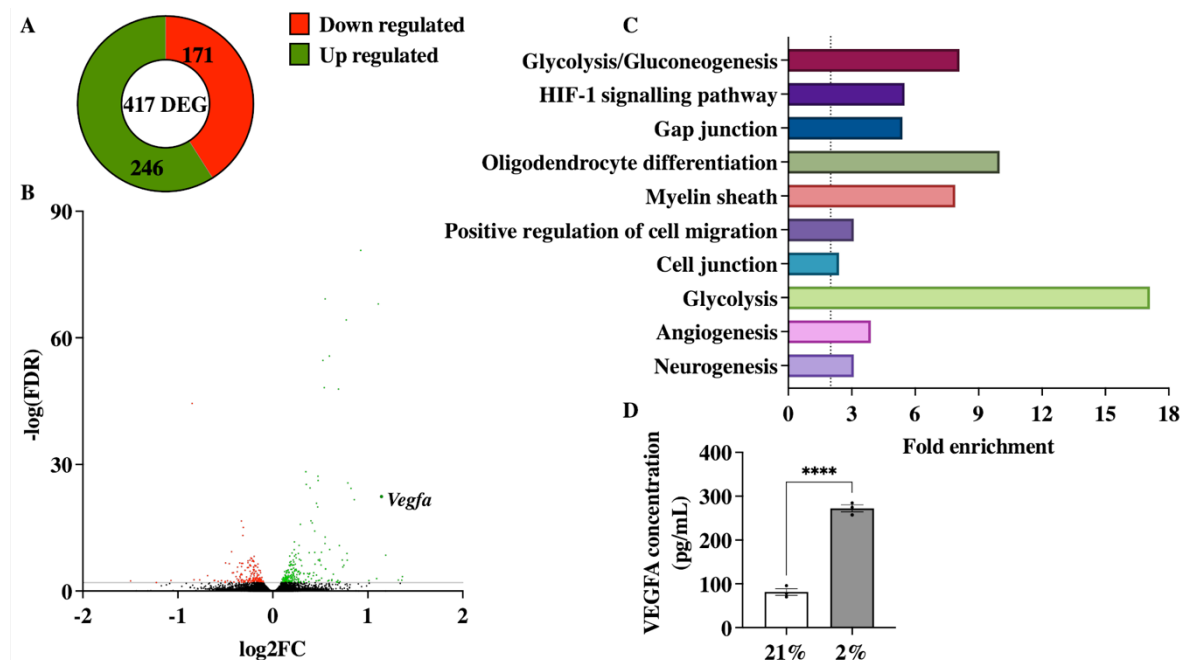 A
Down regulated
Up regulated
171
417 DEG
246
B
-log(FDR)
90
60
30
0
Vegfa
-2
-1
0
1
2
log2FC
C
Glycolysis/Gluconeogenesis
HIF-1 signalling pathway
Gap junction
Oligodendrocyte differentiation
Myelin sheath
Positive regulation of cell migration
Cell junction
Glycolysis
Angiogenesis
Neurogenesis
0
3
6
9
12
15
18
Fold enrichment
D
VEGFA concentration
(pg/mL)
400
300
200
100
0
****
21%
2%